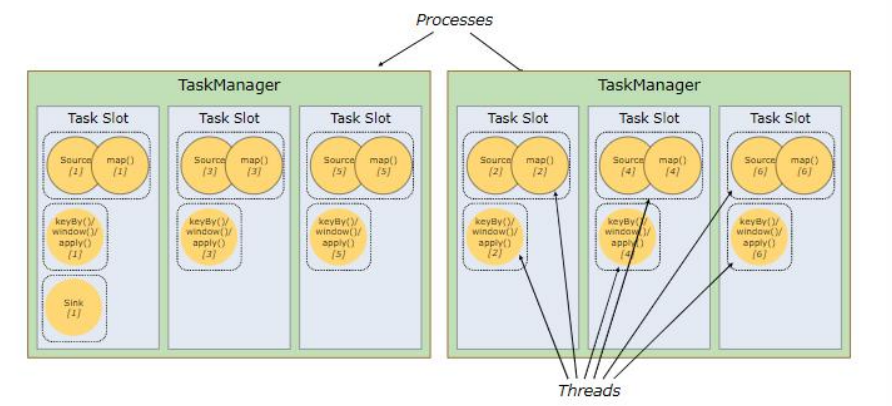 Processes
TaskManager
TaskManager
Task Slot
Task Slot
Task Slot
Task Slot
Task Slot
Task Slot
Source
[1]
map()
[1]
Source
[3]
map()
[3]
Source
[5]
map()
[5]
Source
[2]
map()
[2]
Source
[4]
map()
[4]
Source
[6]
map()
[6]
keyBy()/
window()/
apply()
[1]
keyBy()/
window()/
apply()
[3]
keyBy()/
window()/
apply()
[5]
keyBy()/
window()/
apply()
[2]
keyBy()/
window()/
apply()
[4]
keyBy()/
window()/
apply()
[6]
Sink
[1]
Threads